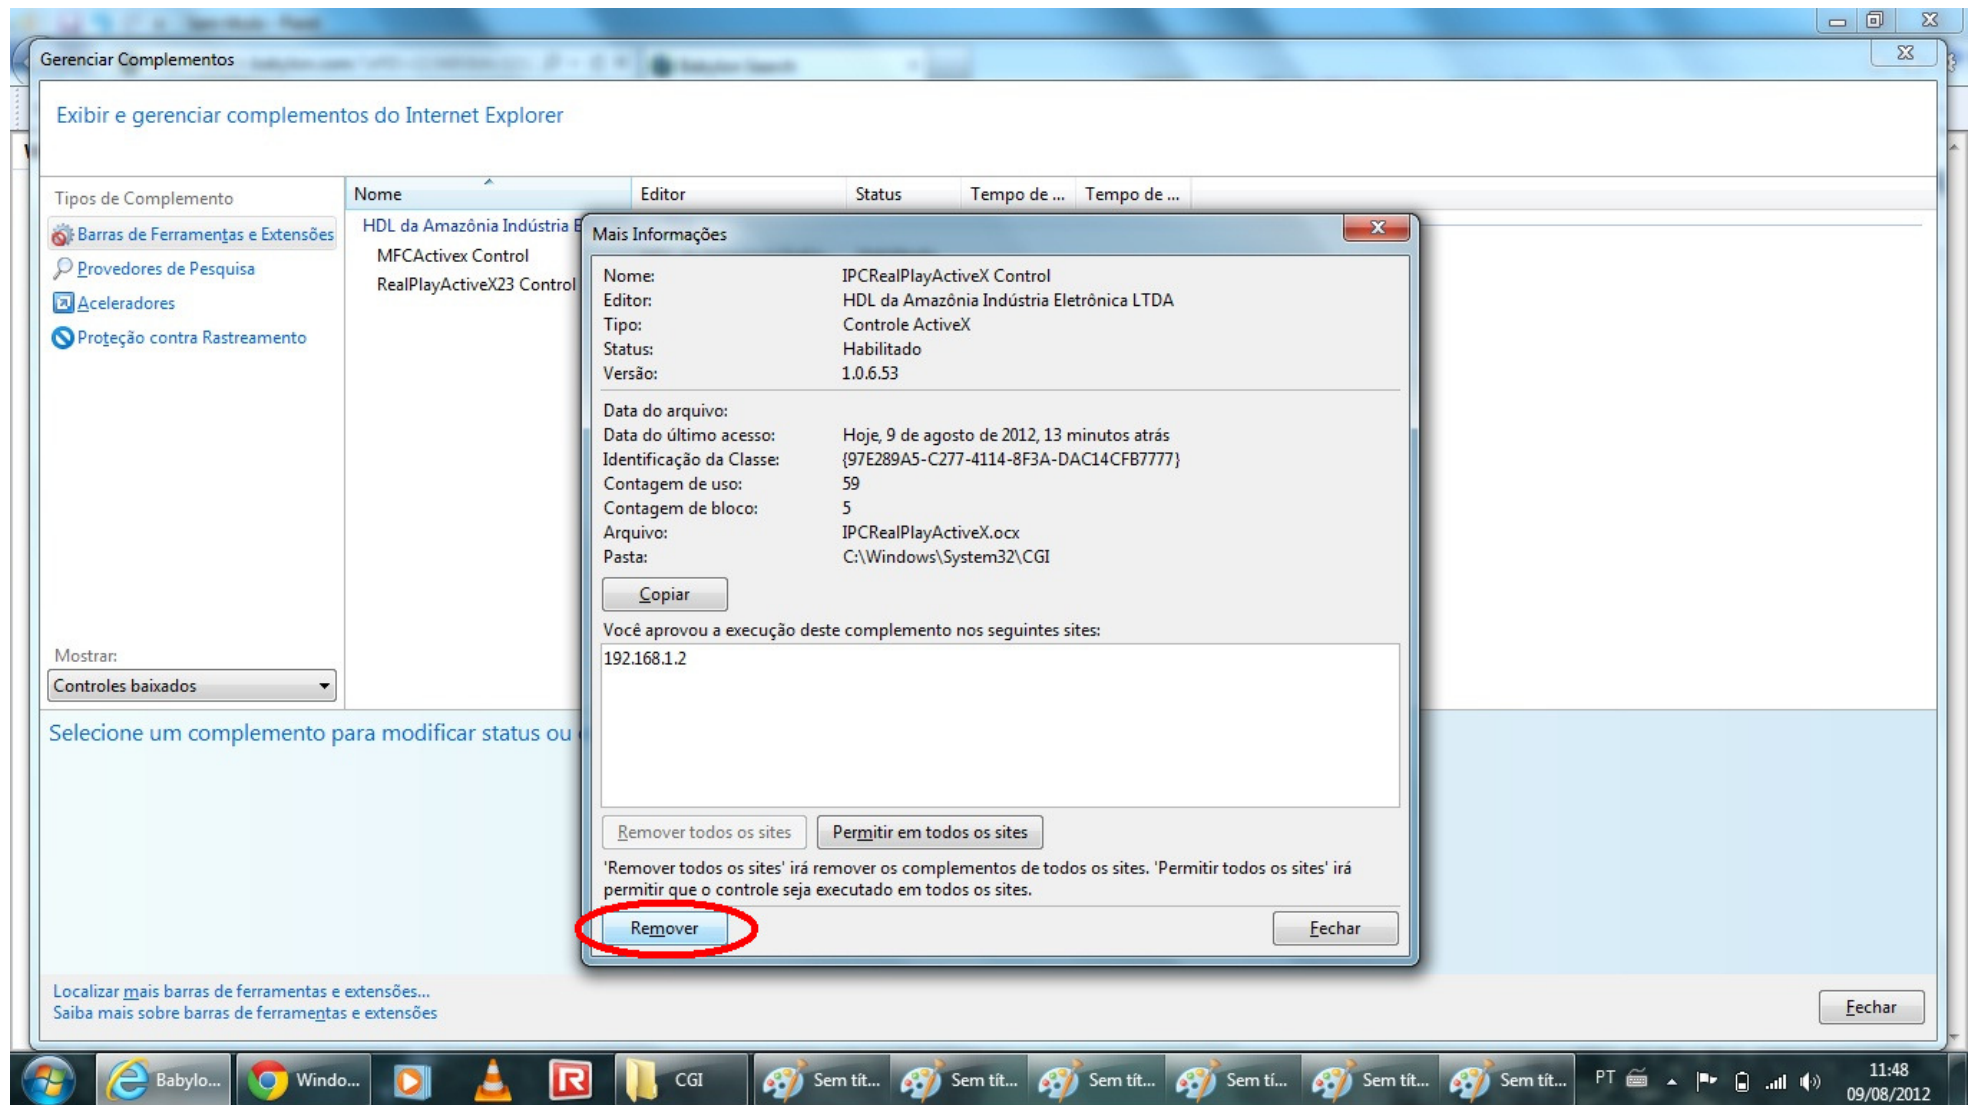 Gerenciar Complementos
Exibir e gerenciar complementos do Internet Explorer
Tipos de Complemento
Barras de Ferramentas e Extensões
Provedores de Pesquisa
Aceleradores
Proteção contra Rastreamento
Nome Editor Status Tempo de ... Tempo de ...
HDL da Amazônia Indústria E
MFCActivex Control
RealPlayActiveX23 Control
Mais Informações
Nome: IPCRealPlayActiveX Control
Editor: HDL da Amazônia Indústria Eletrônica LTDA
Tipo: Controle ActiveX
Status: Habilitado
Versão: 1.0.6.53
Data do arquivo:
Data do último acesso: Hoje, 9 de agosto de 2012, 13 minutos atrás
Identificação da Classe: {97E289A5-C277-4114-8F3A-DAC14CFB7777}
Contagem de uso: 59
Contagem de bloco: 5
Arquivo: IPCRealPlayActiveX.ocx
Pasta: C:\Windows\System32\CGI
Copiar
Você aprovou a execução deste complemento nos seguintes sites:
192.168.1.2
Remover todos os sites Permitir em todos os sites
'Remover todos os sites' irá remover os complementos de todos os sites. 'Permitir todos os sites' irá
permitir que o controle seja executado em todos os sites.
Remover Fechar
Mostrar:
Controles baixados
Selecione um complemento para modificar status ou
Localizar mais barras de ferramentas e extensões...
Saiba mais sobre barras de ferramentas e extensões
Fechar
Babylo... Windo... CGI Sem tít... Sem tít... Sem tít... Sem tí... Sem tít... Sem tít... PT 11:48
09/08/2012